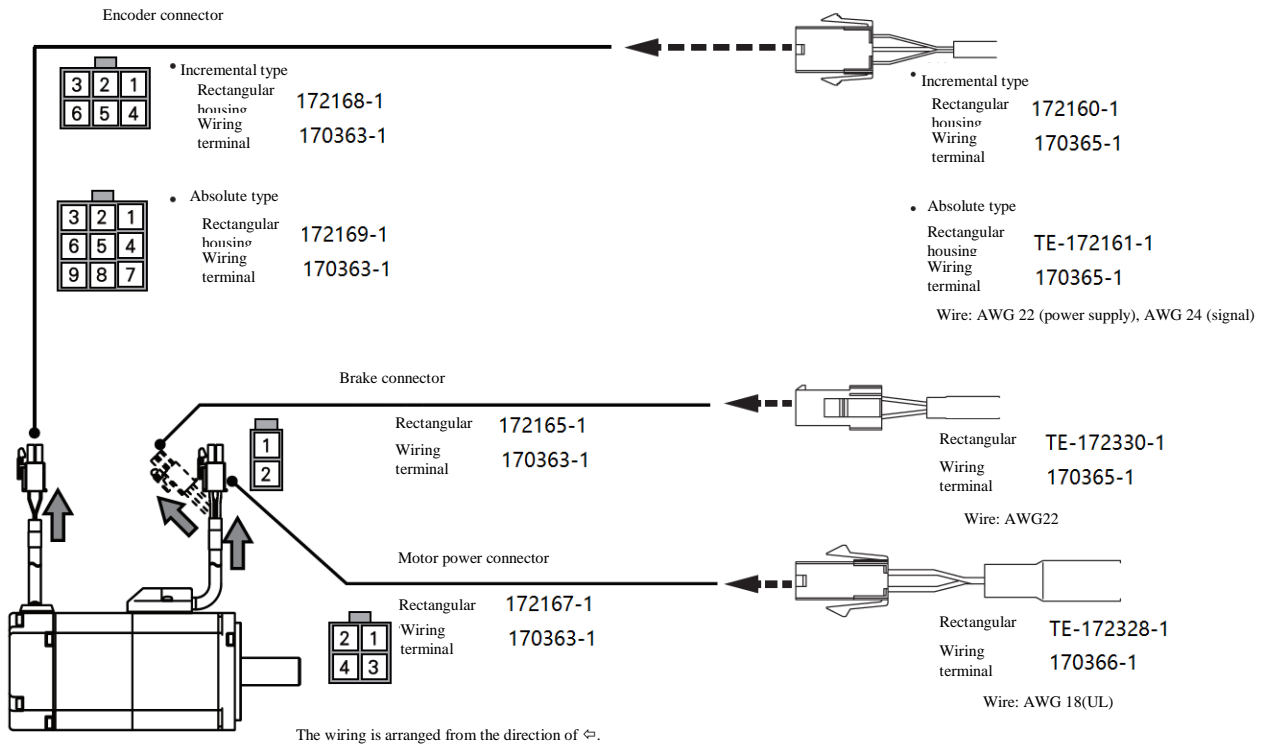 Encoder connector
3 2 1
6 5 4
• Incremental type
Rectangular
housing
172168-1
Wiring
terminal
170363-1
• Incremental type
Rectangular
housing
172160-1
Wiring
terminal
170365-1
3 2 1
6 5 4
9 8 7
• Absolute type
Rectangular
housing
172169-1
Wiring
terminal
170363-1
• Absolute type
Rectangular
housing
TE-172161-1
Wiring
terminal
170365-1
Wire: AWG 22 (power supply), AWG 24 (signal)
Brake connector
1
2
Rectangular 172165-1
Wiring
terminal
170363-1
Rectangular TE-172330-1
Wiring
terminal
170365-1
Wire: AWG22
Motor power connector
2 1
4 3
Rectangular 172167-1
Wiring
terminal
170363-1
Rectangular TE-172328-1
Wiring
terminal
170366-1
Wire: AWG 18(UL)
The wiring is arranged from the direction of ⇦.